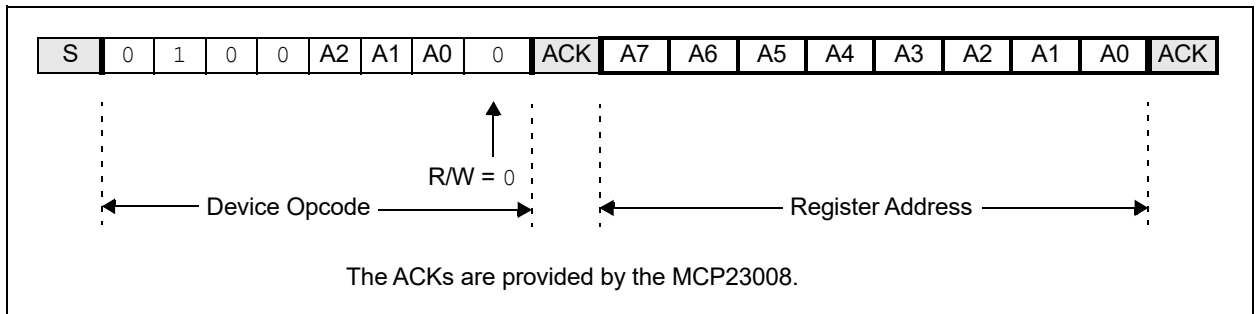 S 0 1 0 0 A2 A1 A0 0 ACK A7 A6 A5 A4 A3 A2 A1 A0 ACK
R/W = 0
Device Opcode Register Address
The ACKs are provided by the MCP23008.